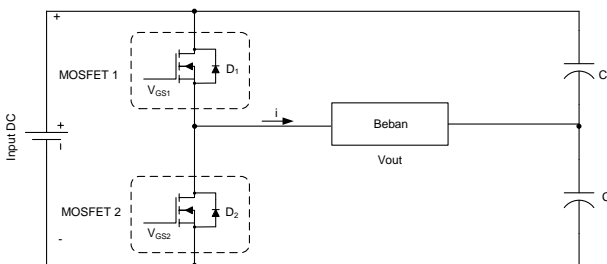 +
MOSFET 1
D1
VGS1
C
+
Input DC
i
Beban
Vout
MOSFET 2
D2
VGS2
C
-